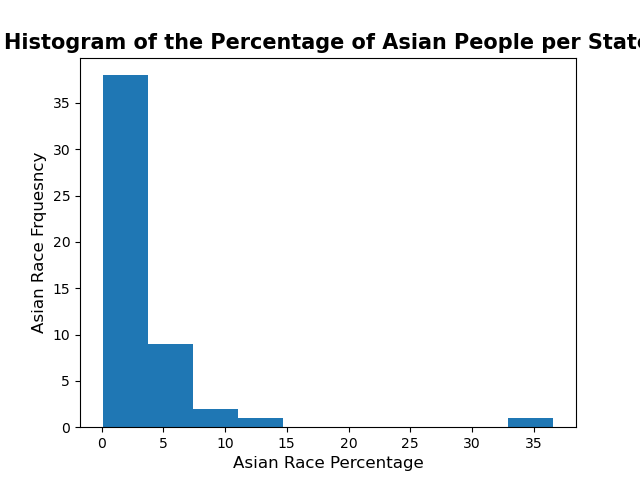 Histogram of the Percentage of Asian People per State
35
30
25
20
15
10
5
0
Asian Race Frquesncy
0 5 10 15 20 25 30 35
Asian Race Percentage